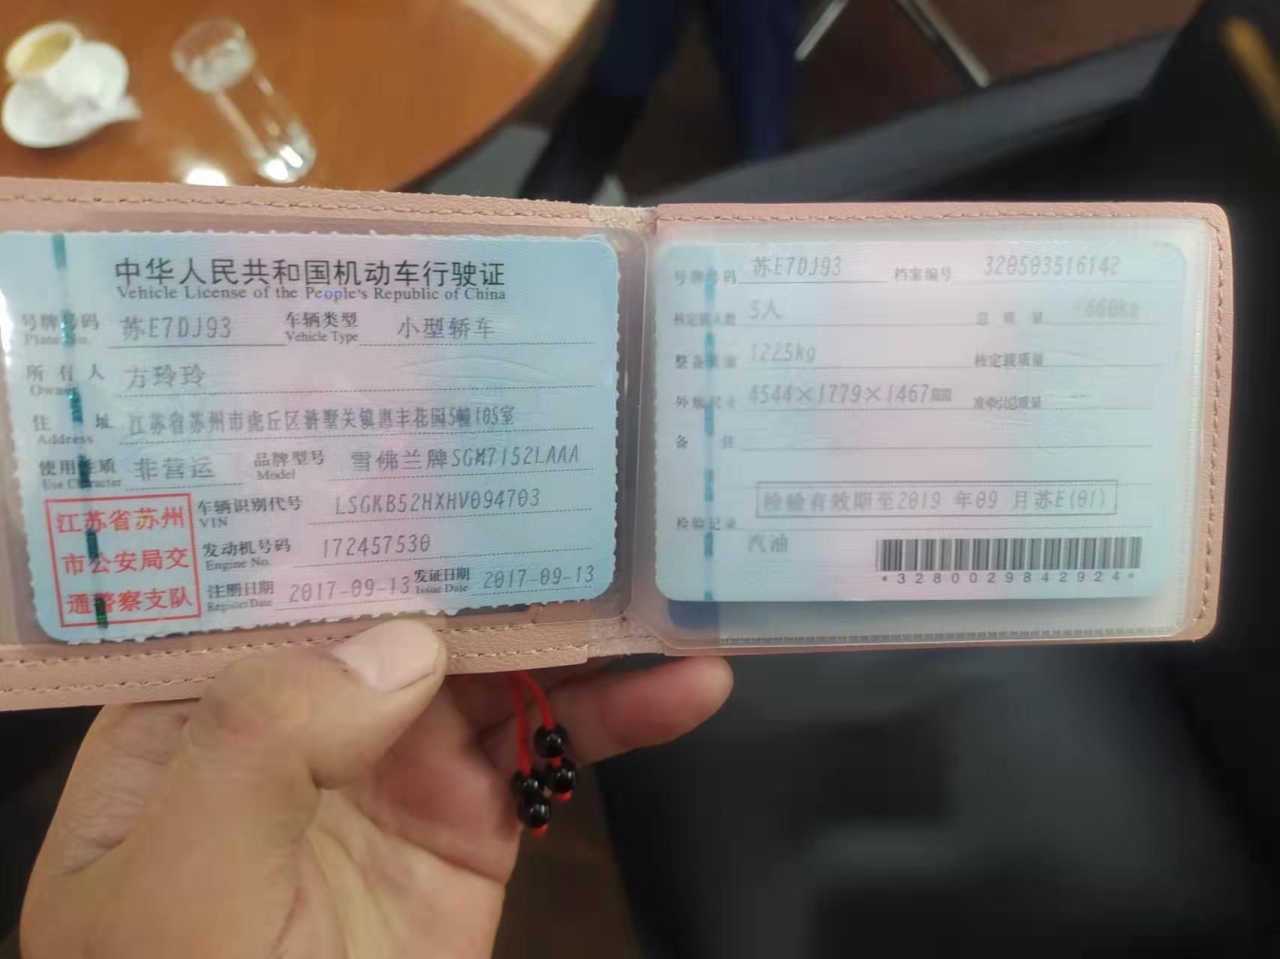 中华人民共和国机动车行驶证
Vehicle License of the People's Republic of China
号牌号码 苏E7DJ93 车辆类型 小型轿车
Plate No. Vehicle Type
所有人 方玲玲
Owner
住址 江苏省苏州市虎丘区浒墅关镇惠丰花园5幢105室
Address
使用性质 非营运 品牌型号 雪佛兰牌SGM7152LAAA
Use Character Model
江苏省苏州
市公安局交
通警察支队
车辆识别代号 LSGKB52HXHV094703
VIN
发动机号码 172457530
Engine No.
注册日期 2017-09-13 发证日期 2017-09-13
Register Date Issue Date
号牌号码 苏E7DJ93 档案编号 320503516142
核定载人数 5人 总质量
整备质量 1225kg 核定载质量
外廓尺寸 4544×1779×1467mm 准牵引总质量 --
备注
检验有效期至2019年09月苏E(01)
检验记录
汽油
*3280029842924*